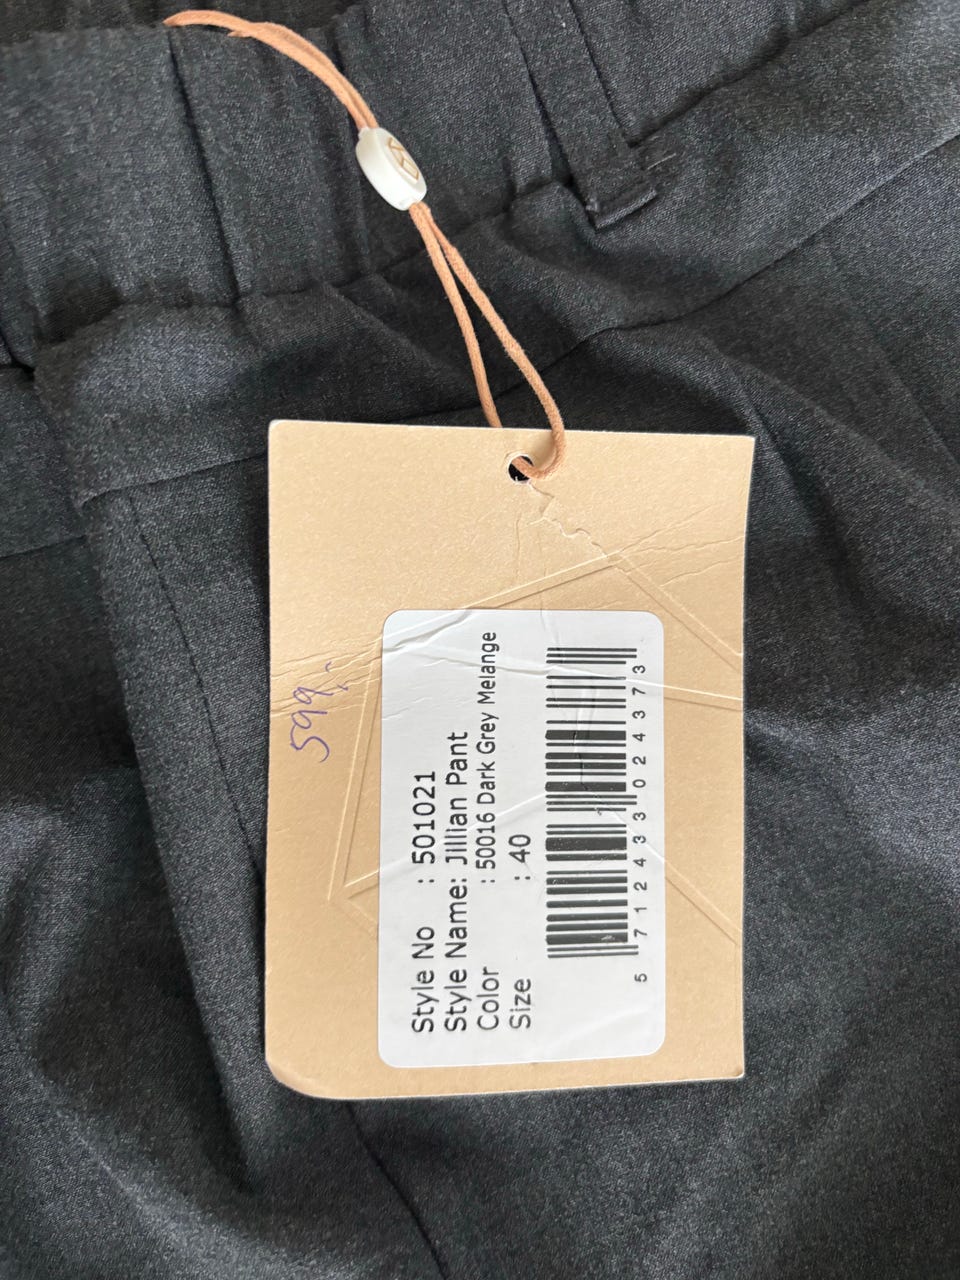 599,-
Style No : 501021
Style Name: Jillian Pant
Color : 50016 Dark Grey Melange
Size : 40
5 712433 024373